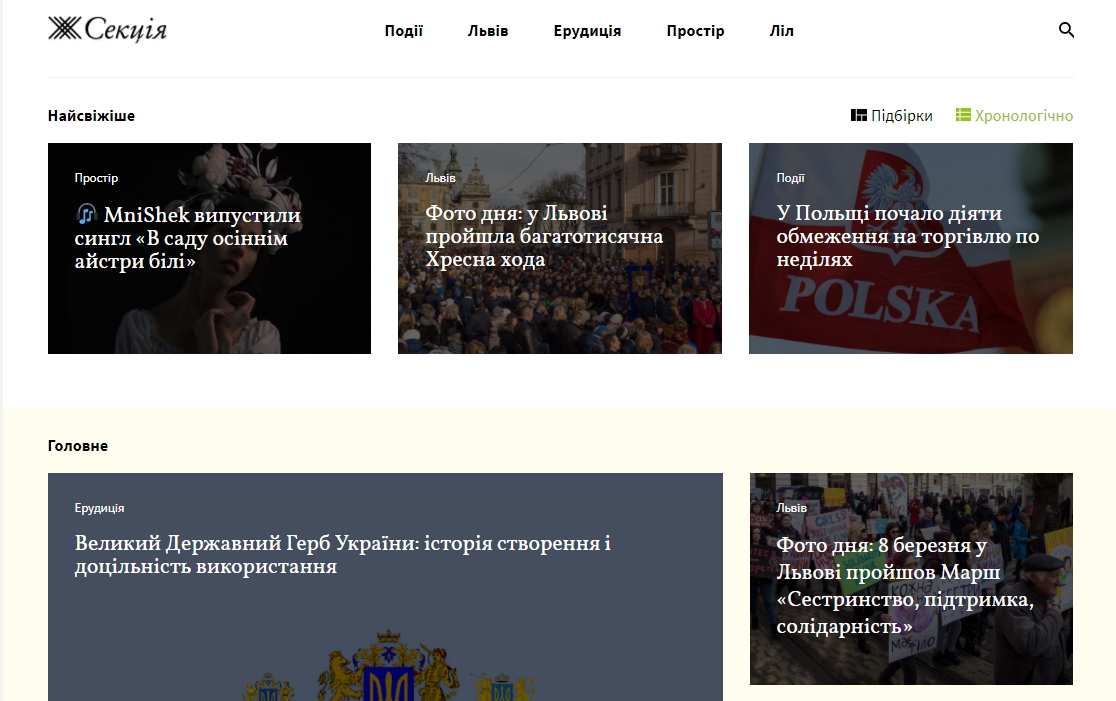 Секція
Події Львів Ерудиція Простір Ліл
Найсвіжіше
Підбірки Хронологічно
Простір
🎵 MniShek випустили
сингл «В саду осіннім
айстри білі»
Львів
Фото дня: у Львові
пройшла багатотисячна
Хресна хода
Події
У Польщі почало діяти
обмеження на торгівлю по
неділях
POLSKA
Головне
Ерудиція
Великий Державний Герб України: історія створення і
доцільність використання
Львів
Фото дня: 8 березня у
Львові пройшов Марш
«Сестринство, підтримка,
солідарність»